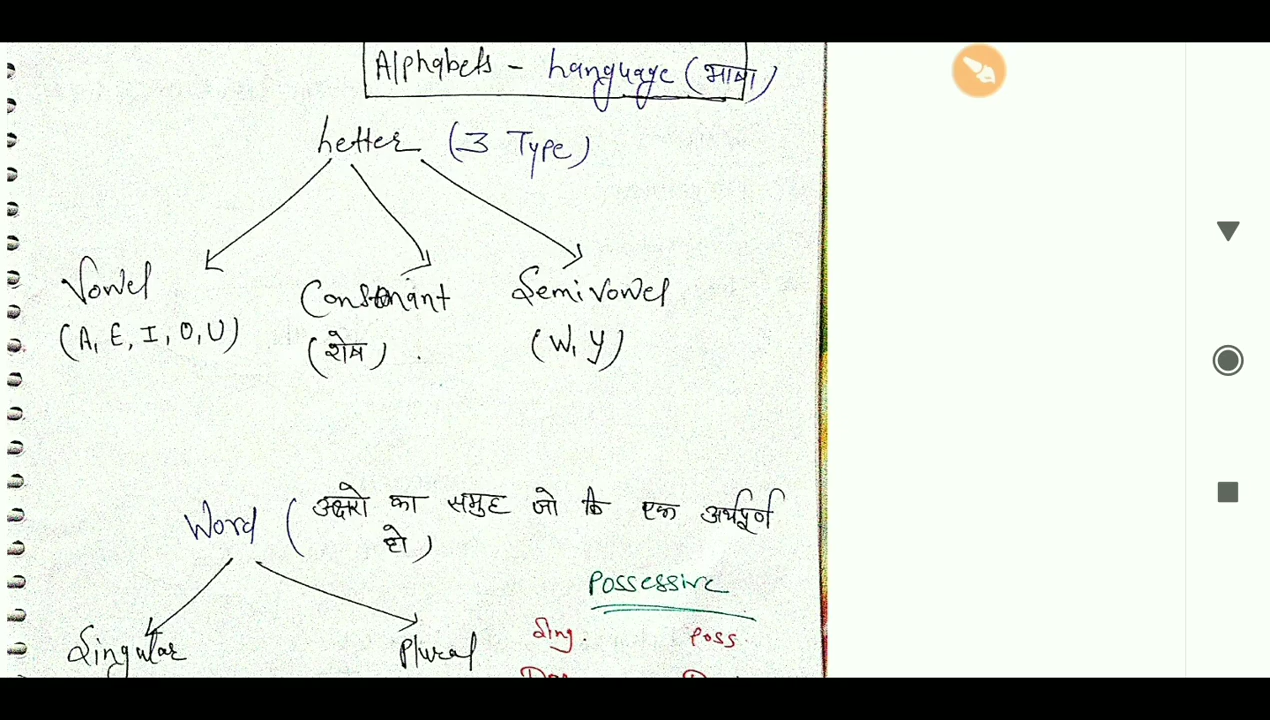 Alphabets - Language (भाषा)
Letter (3 Type)
Vowel
Consonant
Semivowel
(A, E, I, O, U)
(शेष)
(W, Y)
Word (अक्षरो का समुह जो कि एक अर्थपूर्ण
हो)
Possessive
Singular
Plural
Sing.
Poss